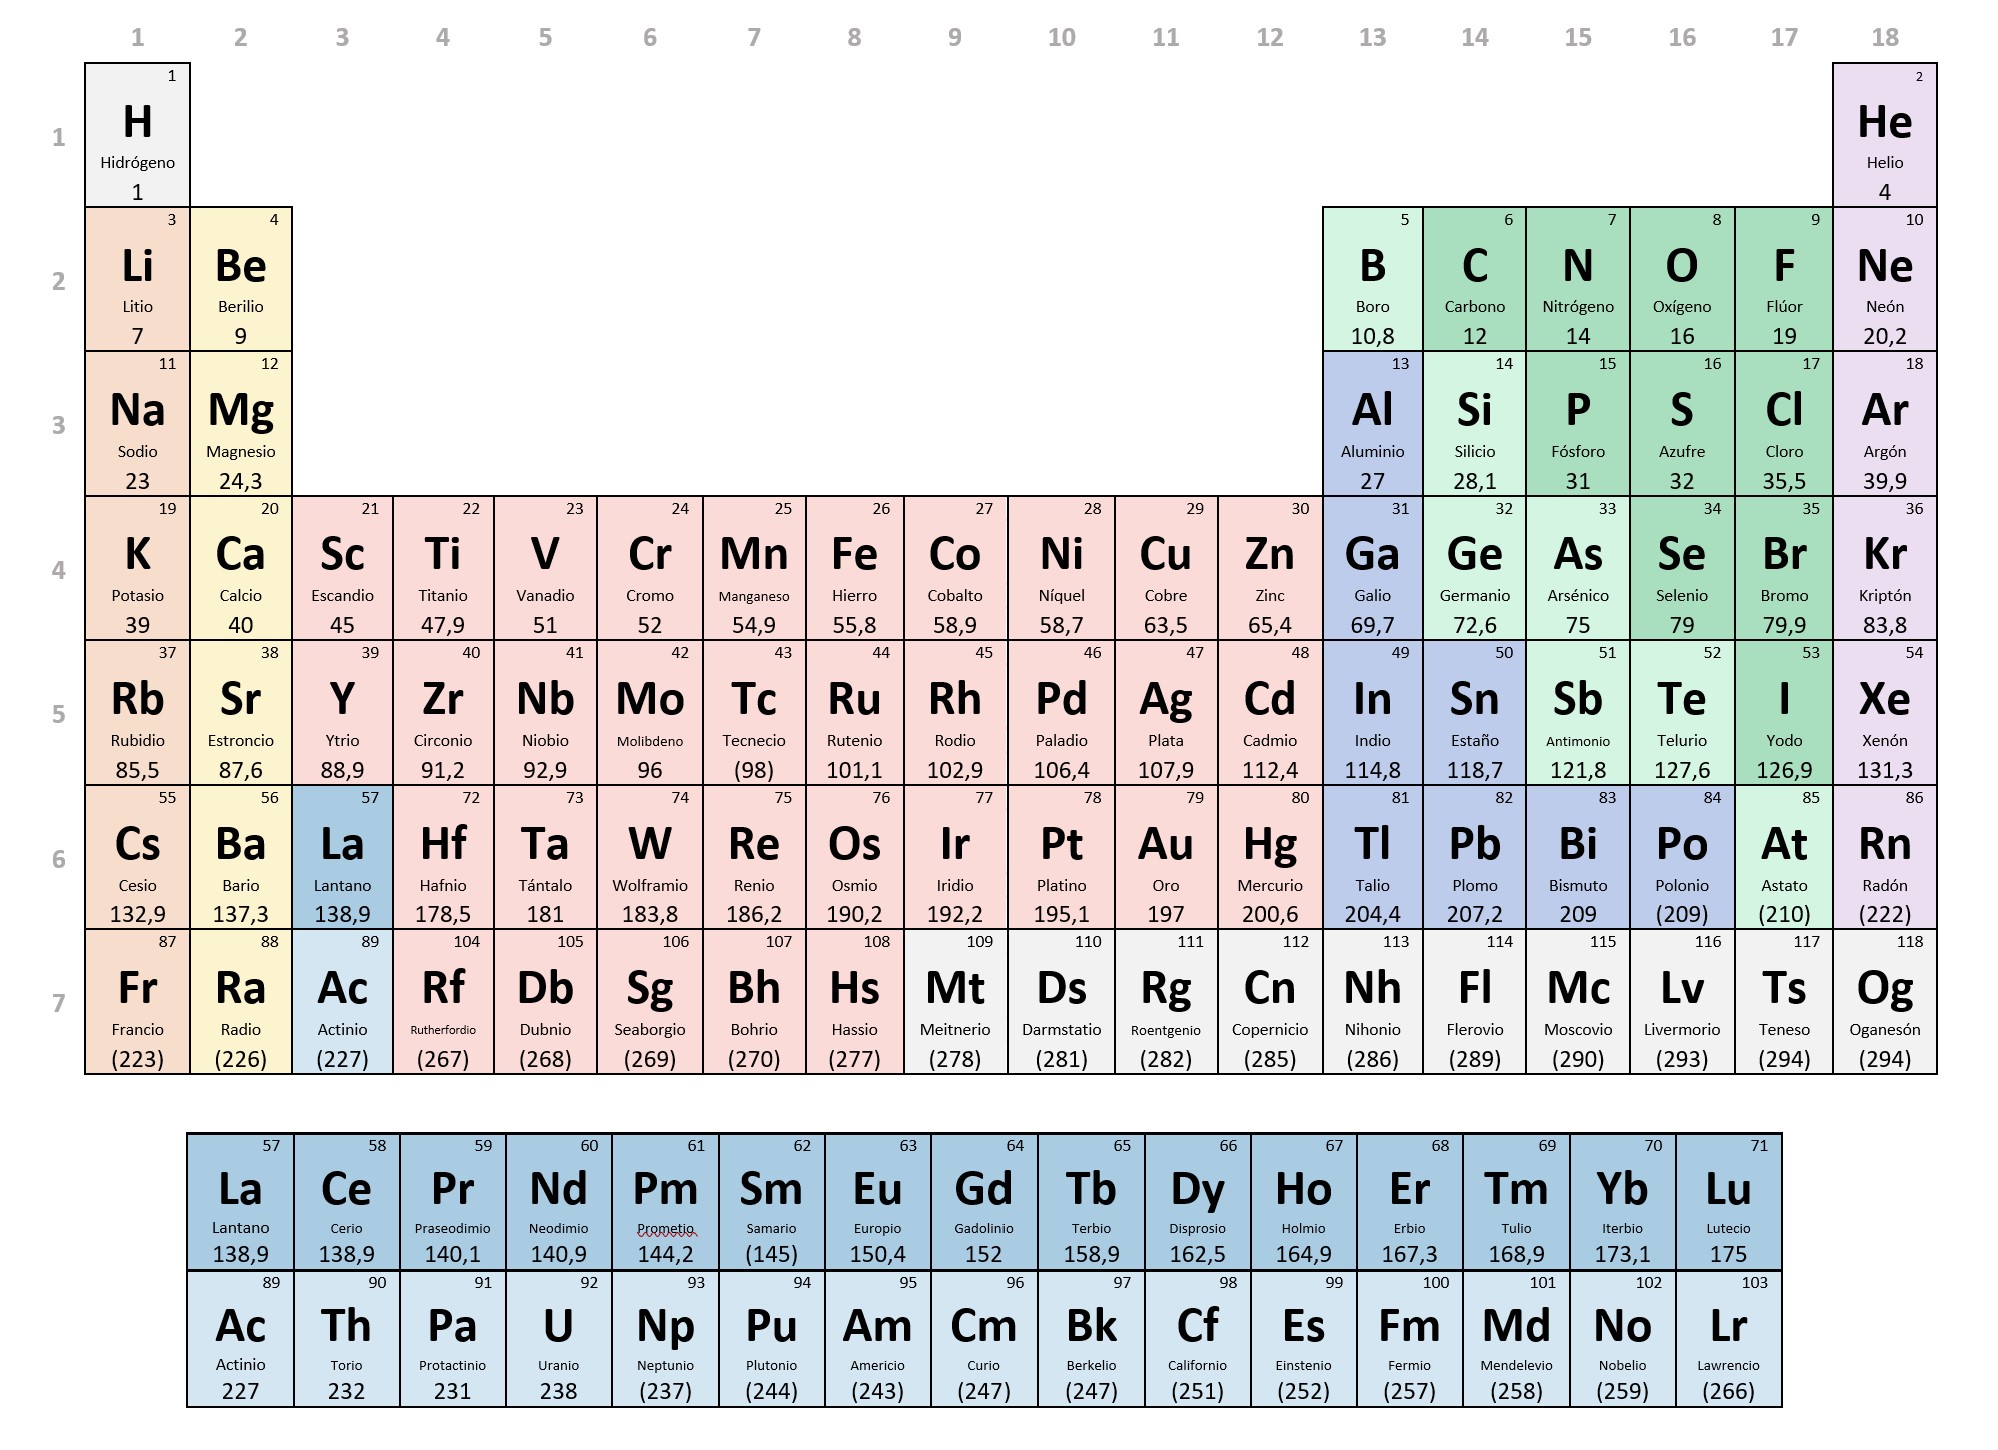 1 2 3 4 5 6 7 8 9 10 11 12 13 14 15 16 17 18
1 2
1 H He
Hidrógeno Helio
1 4
3 4 5 6 7 8 9 10
2 Li Be B C N O F Ne
Litio Berilio Boro Carbono Nitrógeno Oxígeno Flúor Neón
7 9 10,8 12 14 16 19 20,2
11 12 13 14 15 16 17 18
3 Na Mg Al Si P S Cl Ar
Sodio Magnesio Aluminio Silicio Fósforo Azufre Cloro Argón
23 24,3 27 28,1 31 32 35,5 39,9
19 20 21 22 23 24 25 26 27 28 29 30 31 32 33 34 35 36
4 K Ca Sc Ti V Cr Mn Fe Co Ni Cu Zn Ga Ge As Se Br Kr
Potasio Calcio Escandio Titanio Vanadio Cromo Manganeso Hierro Cobalto Níquel Cobre Zinc Galio Germanio Arsénico Selenio Bromo Kriptón
39 40 45 47,9 51 52 54,9 55,8 58,9 58,7 63,5 65,4 69,7 72,6 75 79 79,9 83,8
37 38 39 40 41 42 43 44 45 46 47 48 49 50 51 52 53 54
5 Rb Sr Y Zr Nb Mo Tc Ru Rh Pd Ag Cd In Sn Sb Te I Xe
Rubidio Estroncio Ytrio Circonio Niobio Molibdeno Tecnecio Rutenio Rodio Paladio Plata Cadmio Indio Estaño Antimonio Telurio Yodo Xenón
85,5 87,6 88,9 91,2 92,9 96 (98) 101,1 102,9 106,4 107,9 112,4 114,8 118,7 121,8 127,6 126,9 131,3
55 56 57 72 73 74 75 76 77 78 79 80 81 82 83 84 85 86
6 Cs Ba La Hf Ta W Re Os Ir Pt Au Hg Tl Pb Bi Po At Rn
Cesio Bario Lantano Hafnio Tántalo Wolframio Renio Osmio Iridio Platino Oro Mercurio Talio Plomo Bismuto Polonio Astato Radón
132,9 137,3 138,9 178,5 181 183,8 186,2 190,2 192,2 195,1 197 200,6 204,4 207,2 209 (209) (210) (222)
87 88 89 104 105 106 107 108 109 110 111 112 113 114 115 116 117 118
7 Fr Ra Ac Rf Db Sg Bh Hs Mt Ds Rg Cn Nh Fl Mc Lv Ts Og
Francio Radio Actinio Rutherfordio Dubnio Seaborgio Bohrio Hassio Meitnerio Darmstatio Roentgenio Copernicio Nihonio Flerovio Moscovio Livermorio Teneso Oganesón
(223) (226) (227) (267) (268) (269) (270) (277) (278) (281) (282) (285) (286) (289) (290) (293) (294) (294)
57 58 59 60 61 62 63 64 65 66 67 68 69 70 71
La Ce Pr Nd Pm Sm Eu Gd Tb Dy Ho Er Tm Yb Lu
Lantano Cerio Praseodimio Neodimio Prometio Samario Europio Gadolinio Terbio Disprosio Holmio Erbio Tulio Iterbio Lutecio
138,9 138,9 140,1 140,9 144,2 (145) 150,4 152 158,9 162,5 164,9 167,3 168,9 173,1 175
89 90 91 92 93 94 95 96 97 98 99 100 101 102 103
Ac Th Pa U Np Pu Am Cm Bk Cf Es Fm Md No Lr
Actinio Torio Protactinio Uranio Neptunio Plutonio Americio Curio Berkelio Californio Einstenio Fermio Mendelevio Nobelio Lawrencio
227 232 231 238 (237) (244) (243) (247) (247) (251) (252) (257) (258) (259) (266)